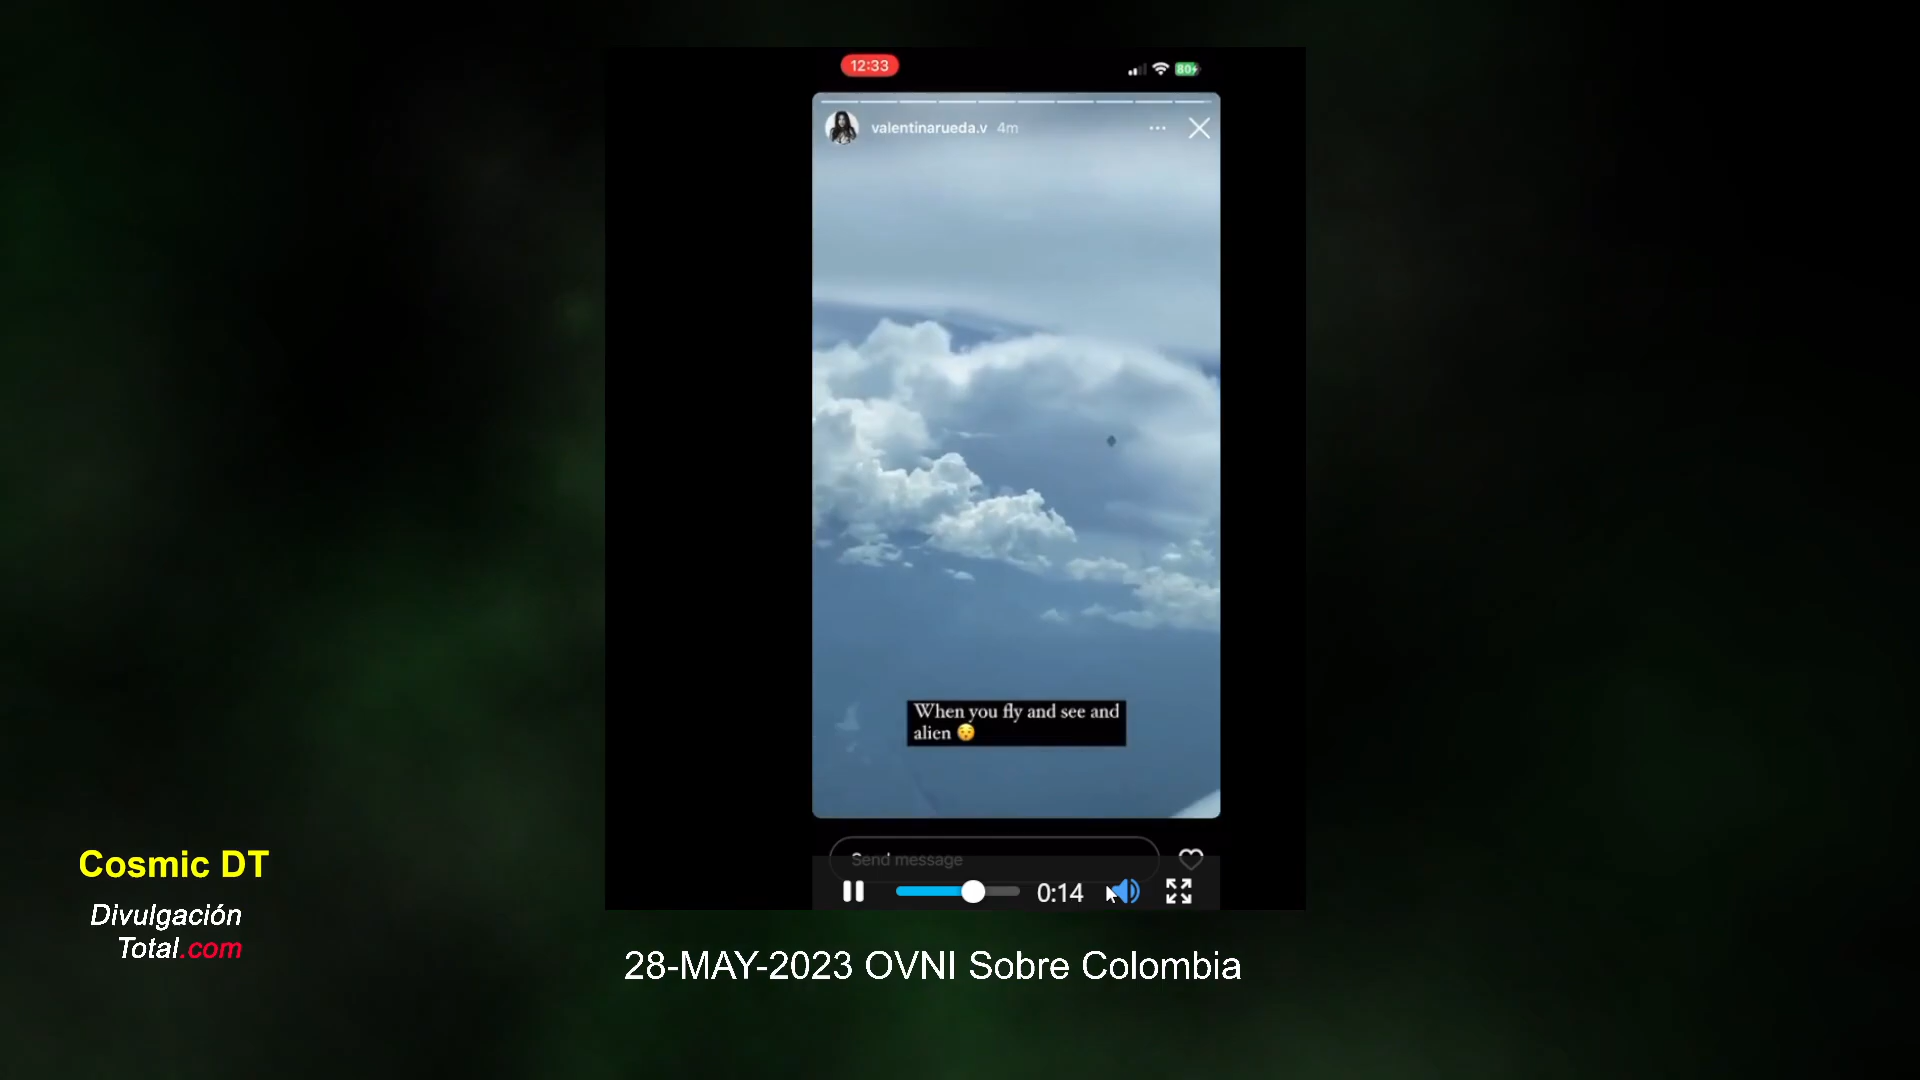 12:33
80
valentinarueda.v 4m
When you fly and see and
alien 😯
Send message
0:14
Cosmic DT
Divulgación
Total.com
28-MAY-2023 OVNI Sobre Colombia